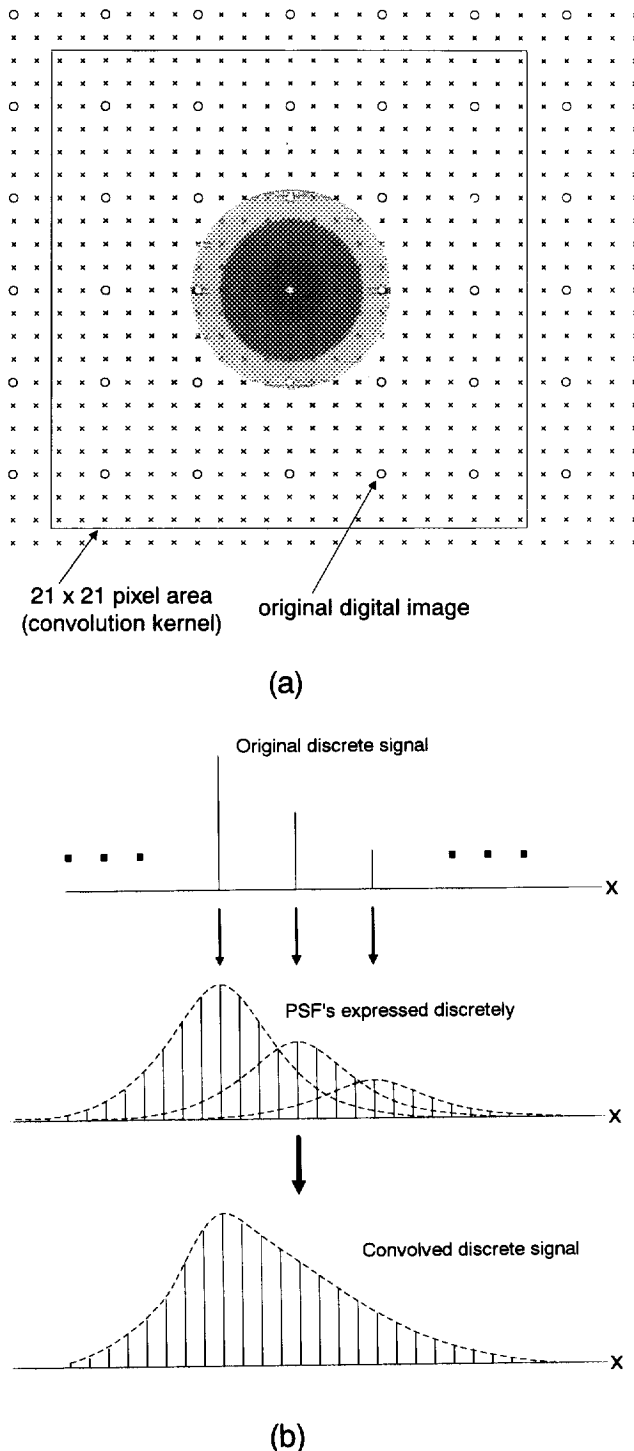 21 x 21 pixel area
(convolution kernel)
original digital image
(a)
Original discrete signal
x
PSF's expressed discretely
x
Convolved discrete signal
x
(b)